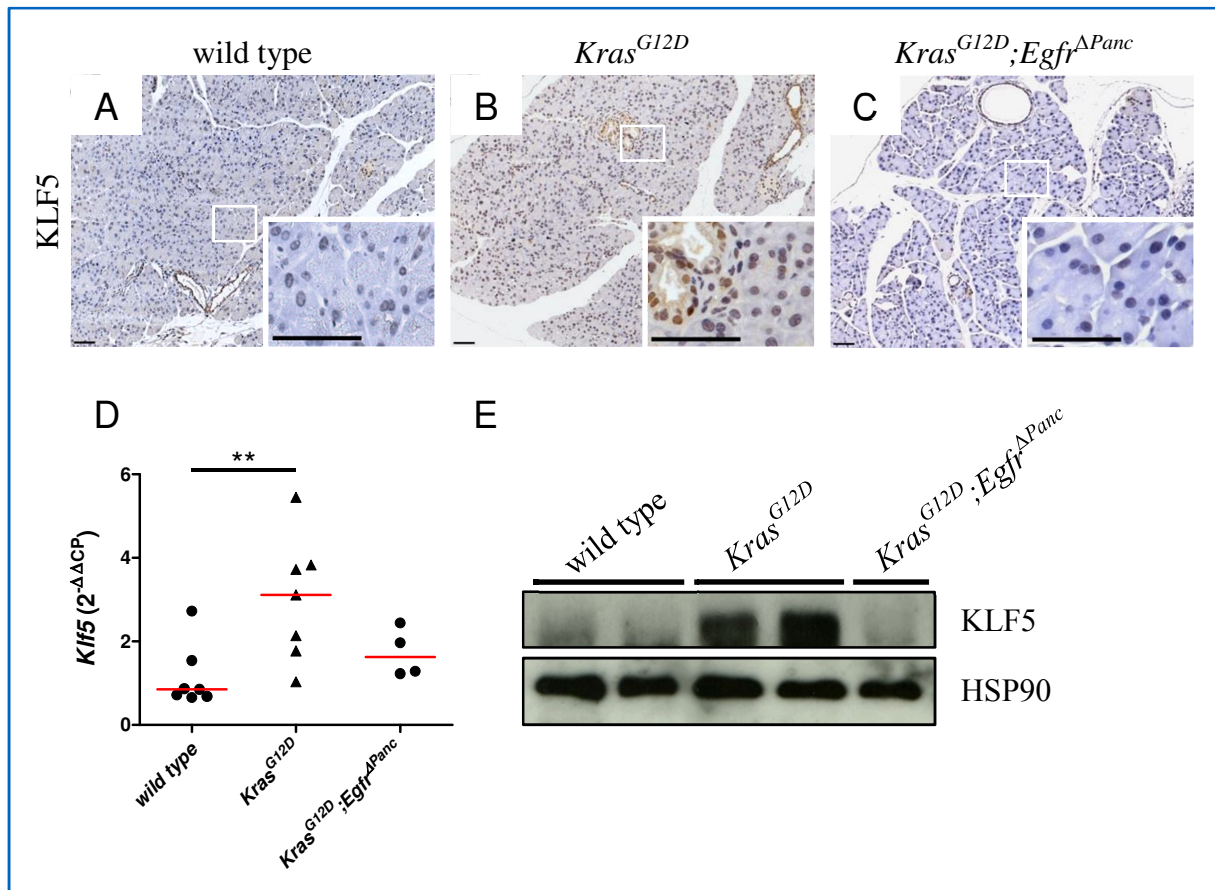 wild type
Kras^G12D
Kras^G12D;Egfr^ΔPanc
A
B
C
KLF5
D
**
6
4
2
0
Klf5 (2^-ΔΔCP)
wild type
Kras^G12D
Kras^G12D;Egfr^ΔPanc
E
wild type
Kras^G12D
Kras^G12D;Egfr^ΔPanc
KLF5
HSP90